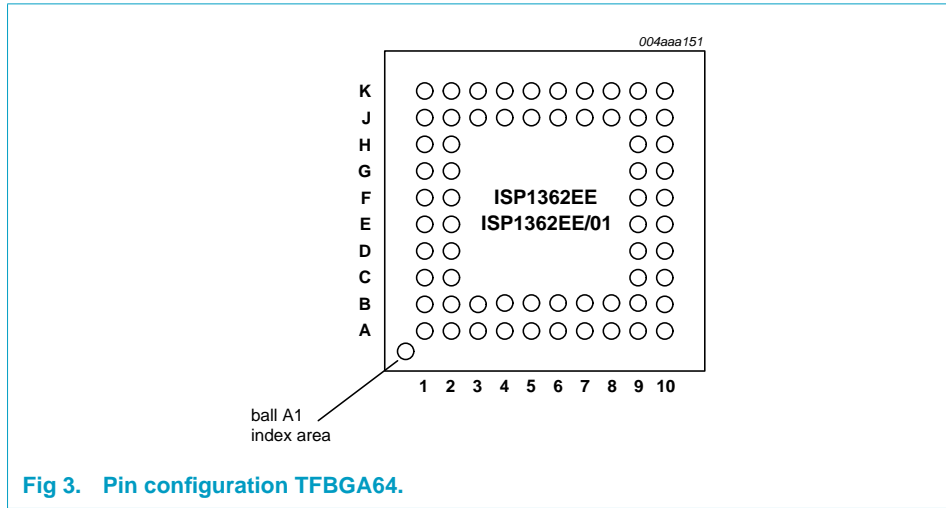 004aaa151
K
J
H
G
F
E
D
C
B
A
ISP1362EE
ISP1362EE/01
1 2 3 4 5 6 7 8 9 10
ball A1
index area
Fig 3. Pin configuration TFBGA64.